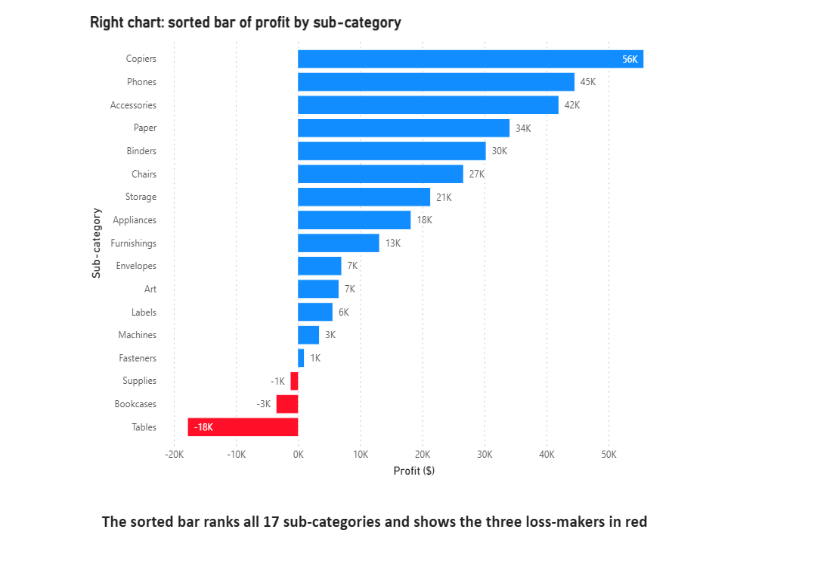 Right chart: sorted bar of profit by sub-category
Sub-category
Copiers 56K
Phones 45K
Accessories 42K
Paper 34K
Binders 30K
Chairs 27K
Storage 21K
Appliances 18K
Furnishings 13K
Envelopes 7K
Art 7K
Labels 6K
Machines 3K
Fasteners 1K
Supplies -1K
Bookcases -3K
Tables -18K
-20K -10K 0K 10K 20K 30K 40K 50K
Profit ($)
The sorted bar ranks all 17 sub-categories and shows the three loss-makers in red